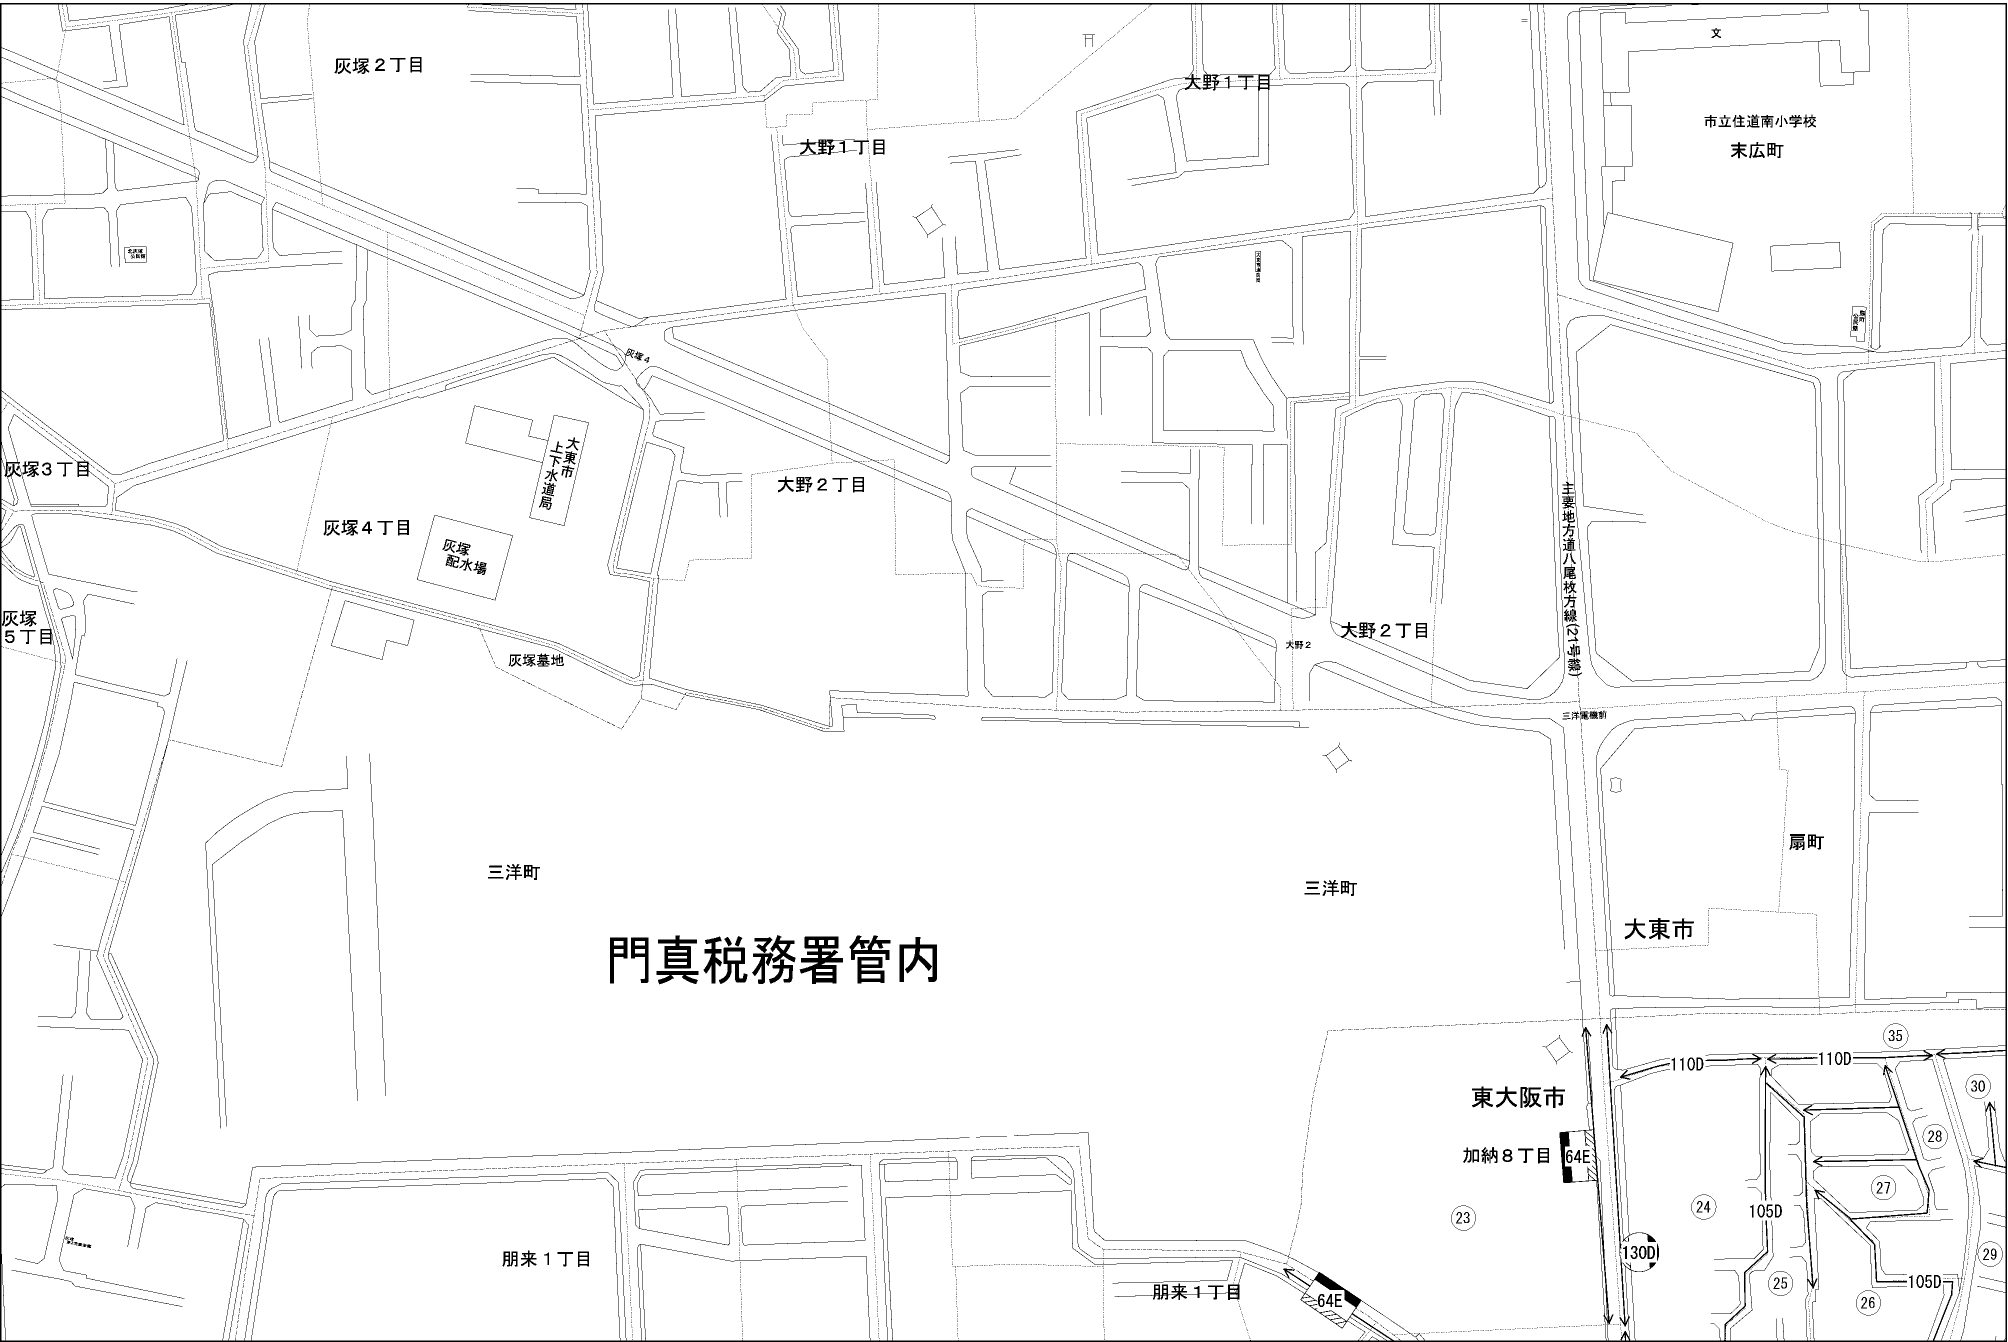 文
灰塚２丁目
大野１丁目
市立住道南小学校
大野１丁目
末広町
灰塚４
大東市
上下水道局
灰塚３丁目
大野２丁目
灰塚４丁目
灰塚
配水場
主要地方道八尾枚方線(21号線)
灰塚
５丁目
大野２丁目
大野２
灰塚墓地
三洋電機前
扇町
三洋町
三洋町
大東市
門真税務署管内
35
110D
110D
30
東大阪市
28
加納８丁目
64E
27
24
105D
23
130D
29
朋来１丁目
25
105D
朋来１丁目
64E
26